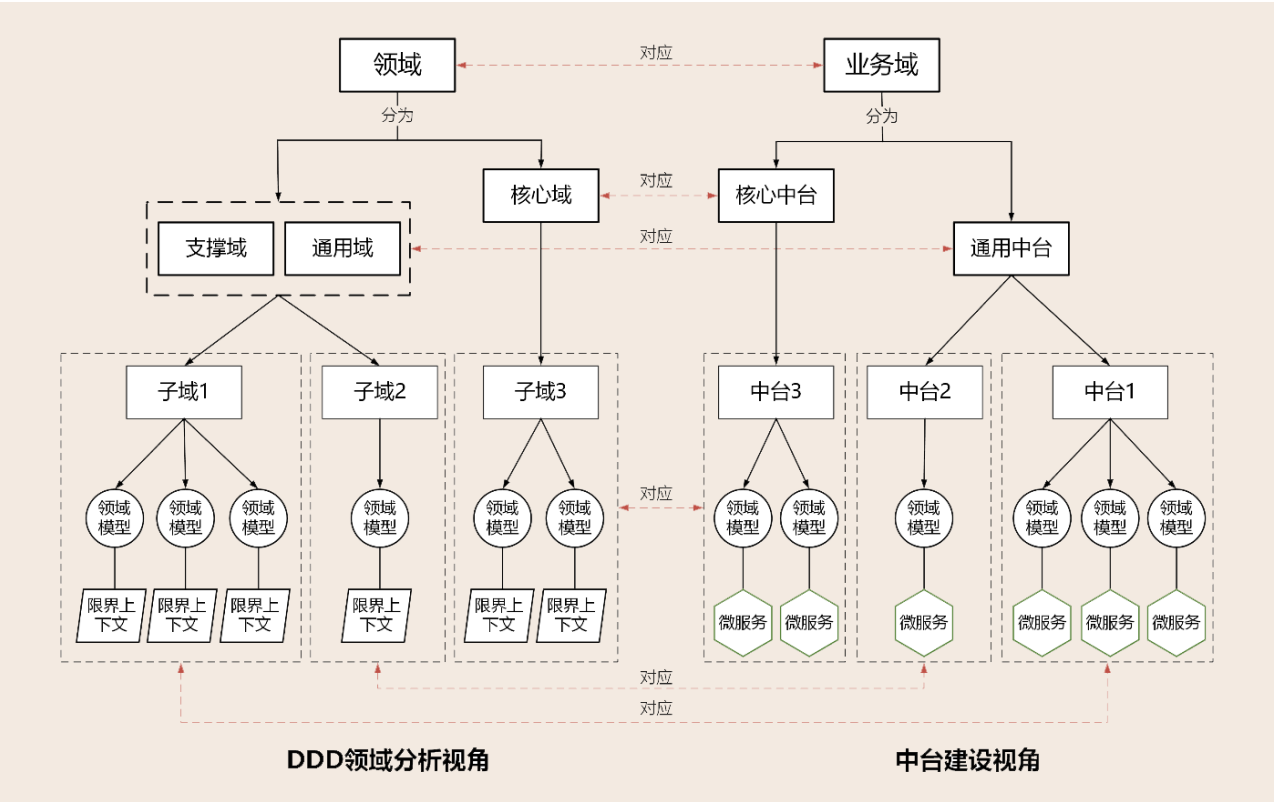 领域
对应
业务域
分为
分为
核心域
对应
核心中台
支撑域
通用域
对应
通用中台
子域1
子域2
子域3
中台3
中台2
中台1
领域
模型
领域
模型
领域
模型
领域
模型
领域
模型
领域
模型
对应
领域
模型
领域
模型
领域
模型
领域
模型
领域
模型
领域
模型
限界上
下文
限界上
下文
限界上
下文
限界上
下文
限界上
下文
限界上
下文
微服务
微服务
微服务
微服务
微服务
微服务
对应
对应
DDD领域分析视角
中台建设视角